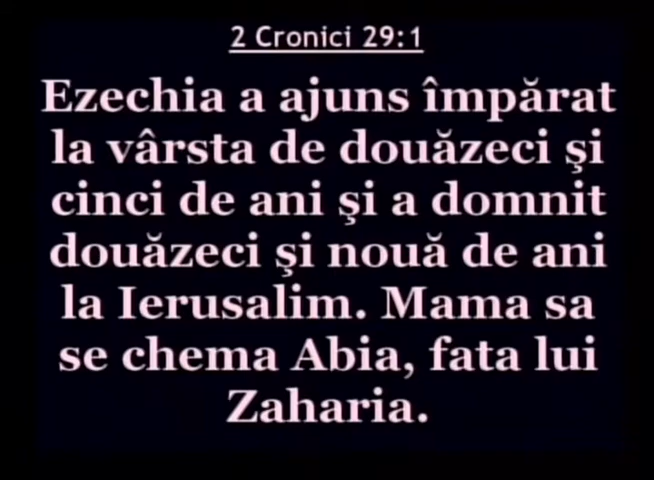 2 Cronici 29:1
Ezechia a ajuns împărat
la vârsta de douăzeci şi
cinci de ani şi a domnit
douăzeci şi nouă de ani
la Ierusalim. Mama sa
se chema Abia, fata lui
Zaharia.